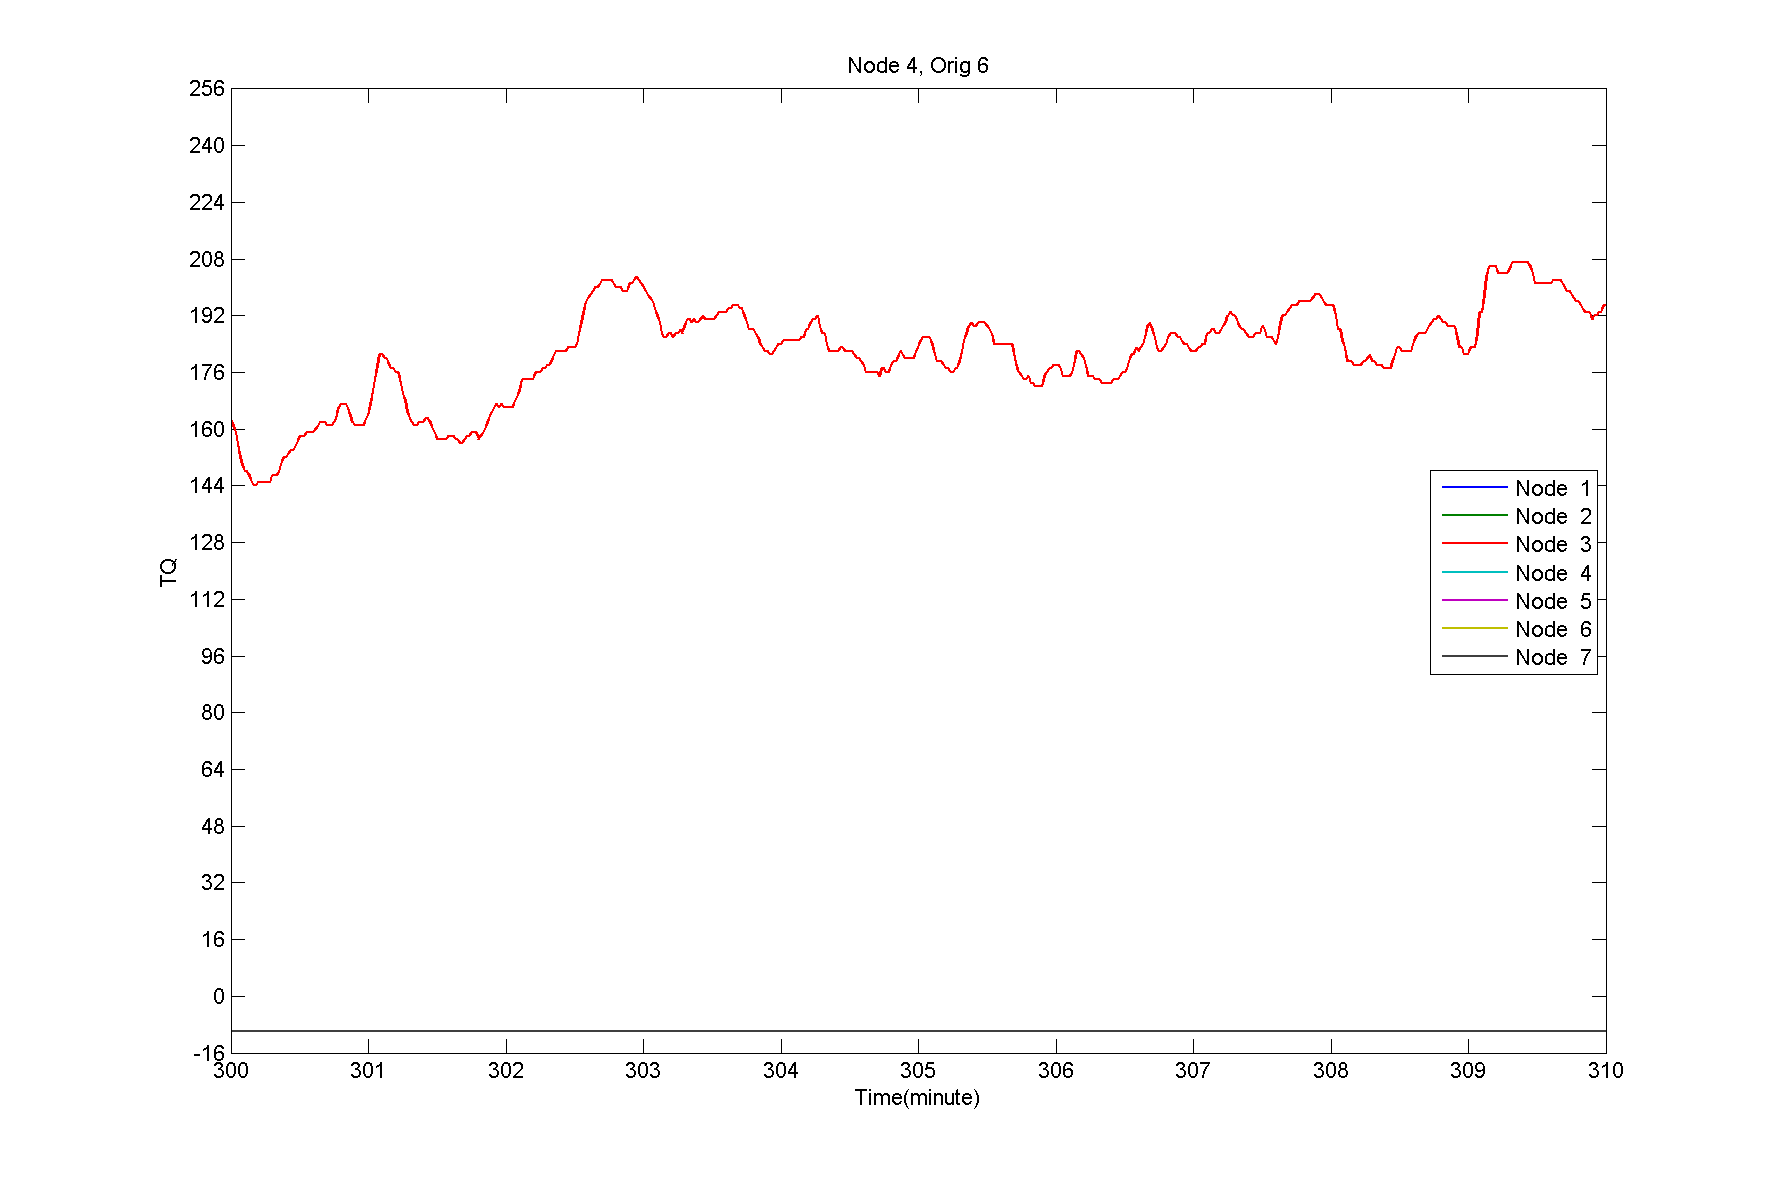 Node 4, Orig 6
256
240
224
208
192
176
160
144
128
112
96
80
64
48
32
16
0
-16
TQ
Node 1
Node 2
Node 3
Node 4
Node 5
Node 6
Node 7
300 301 302 303 304 305 306 307 308 309 310
Time(minute)